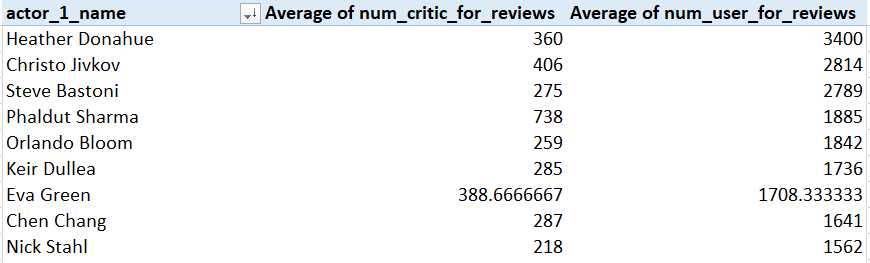 actor_1_name Average of num_critic_for_reviews Average of num_user_for_reviews
Heather Donahue 360 3400
Christo Jivkov 406 2814
Steve Bastoni 275 2789
Phaldut Sharma 738 1885
Orlando Bloom 259 1842
Keir Dullea 285 1736
Eva Green 388.6666667 1708.333333
Chen Chang 287 1641
Nick Stahl 218 1562